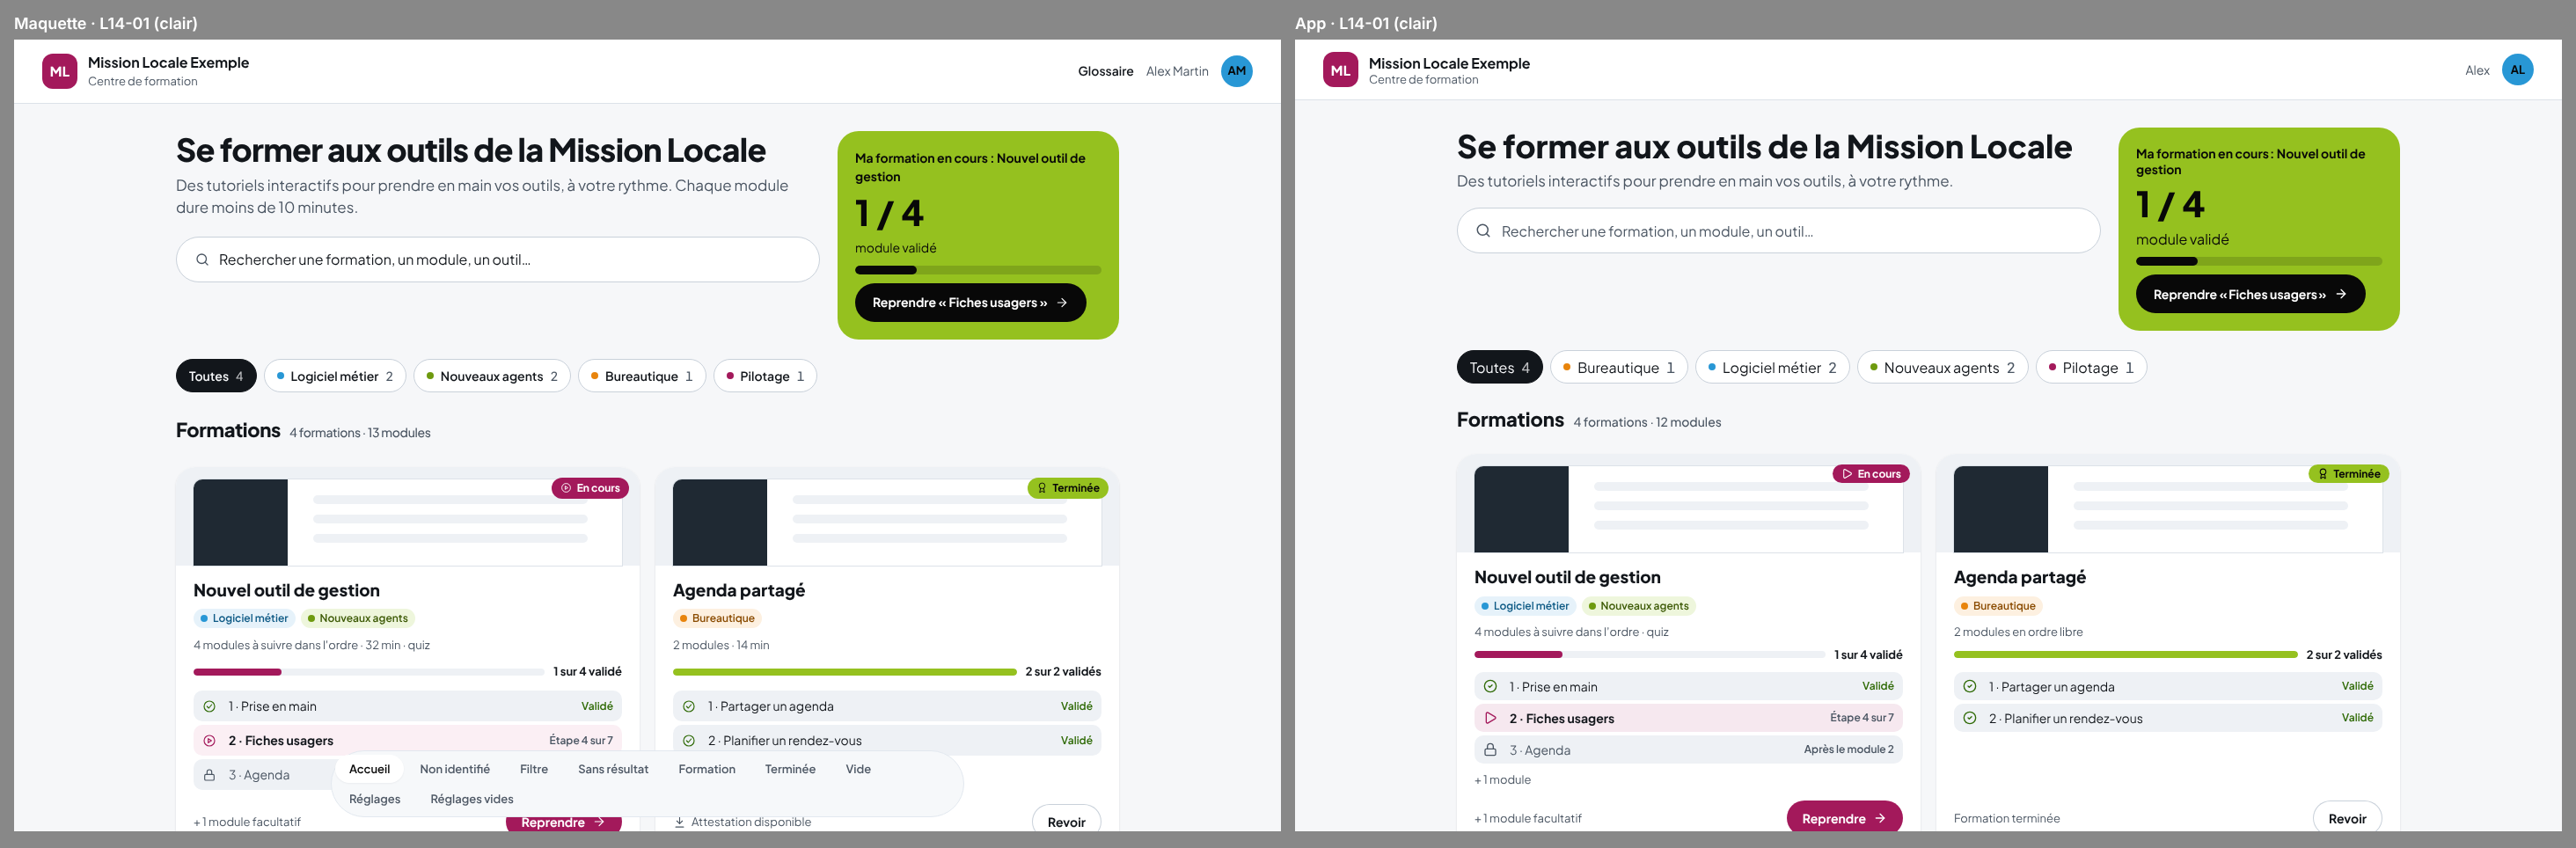 Maquette · L14-01 (clair)
ML
Mission Locale Exemple
Centre de formation
Glossaire
Alex Martin
AM
Se former aux outils de la Mission Locale
Des tutoriels interactifs pour prendre en main vos outils, à votre rythme. Chaque module
dure moins de 10 minutes.
Rechercher une formation, un module, un outil…
Ma formation en cours : Nouvel outil de
gestion
1 / 4
module validé
Reprendre « Fiches usagers »
Toutes 4
Logiciel métier 2
Nouveaux agents 2
Bureautique 1
Pilotage 1
Formations
4 formations · 13 modules
En cours
Nouvel outil de gestion
Logiciel métier
Nouveaux agents
4 modules à suivre dans l'ordre · 32 min · quiz
1 sur 4 validé
1 · Prise en main
Validé
2 · Fiches usagers
Étape 4 sur 7
3 · Agenda
+ 1 module facultatif
Reprendre
Terminée
Agenda partagé
Bureautique
2 modules · 14 min
2 sur 2 validés
1 · Partager un agenda
Validé
2 · Planifier un rendez-vous
Validé
Attestation disponible
Revoir
Accueil
Non identifié
Filtre
Sans résultat
Formation
Terminée
Vide
Réglages
Réglages vides
App · L14-01 (clair)
ML
Mission Locale Exemple
Centre de formation
Alex
AL
Se former aux outils de la Mission Locale
Des tutoriels interactifs pour prendre en main vos outils, à votre rythme.
Rechercher une formation, un module, un outil…
Ma formation en cours : Nouvel outil de
gestion
1 / 4
module validé
Reprendre « Fiches usagers »
Toutes 4
Bureautique 1
Logiciel métier 2
Nouveaux agents 2
Pilotage 1
Formations
4 formations · 12 modules
En cours
Nouvel outil de gestion
Logiciel métier
Nouveaux agents
4 modules à suivre dans l'ordre · quiz
1 sur 4 validé
1 · Prise en main
Validé
2 · Fiches usagers
Étape 4 sur 7
3 · Agenda
Après le module 2
+ 1 module
+ 1 module facultatif
Reprendre
Terminée
Agenda partagé
Bureautique
2 modules en ordre libre
2 sur 2 validés
1 · Partager un agenda
Validé
2 · Planifier un rendez-vous
Validé
Formation terminée
Revoir